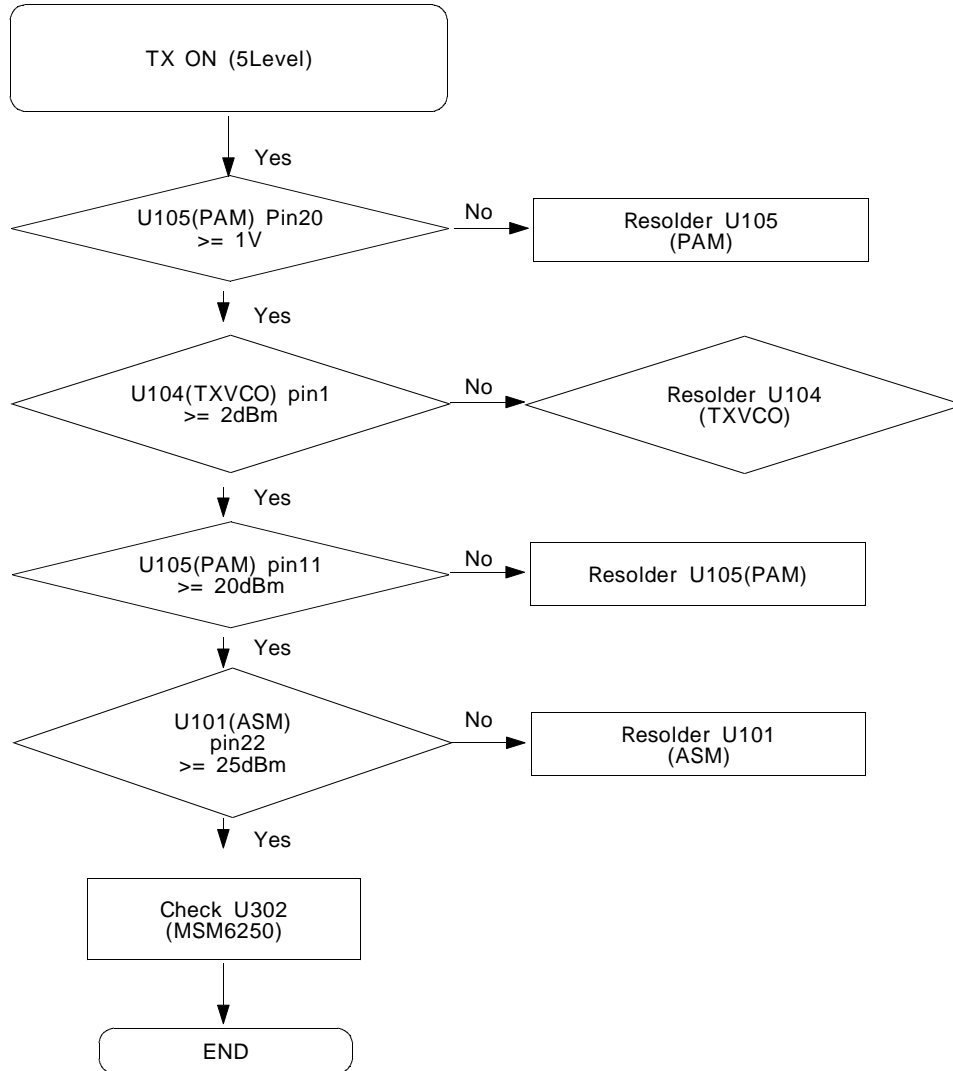 TX ON (5Level)
Yes
U105(PAM) Pin20
>= 1V
No
Resolder U105
(PAM)
Yes
U104(TXVCO) pin1
>= 2dBm
No
Resolder U104
(TXVCO)
Yes
U105(PAM) pin11
>= 20dBm
No
Resolder U105(PAM)
Yes
U101(ASM)
pin22
>= 25dBm
No
Resolder U101
(ASM)
Yes
Check U302
(MSM6250)
END